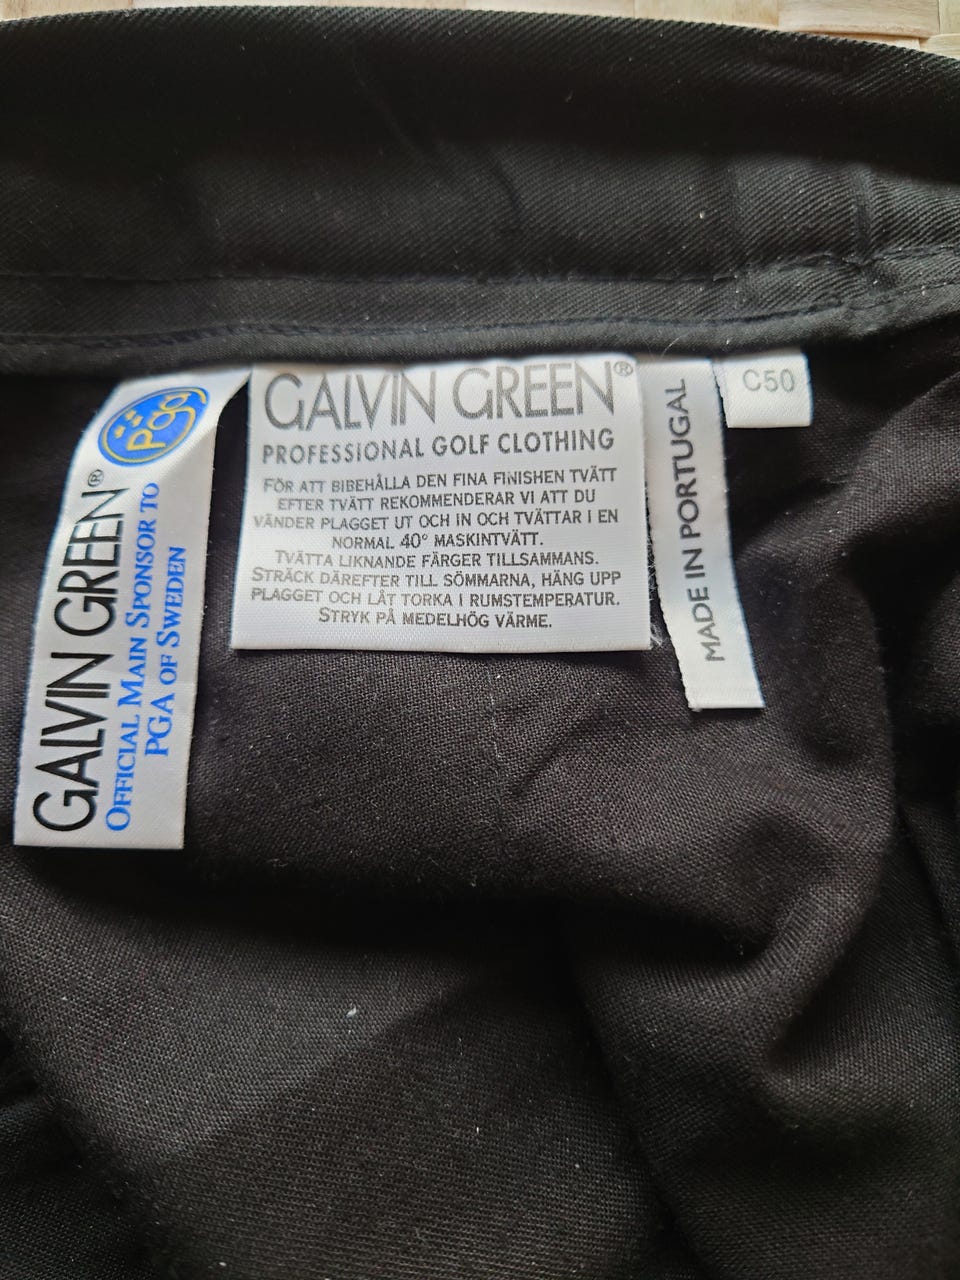 Pga
GALVIN GREEN®
OFFICIAL MAIN SPONSOR TO
PGA OF SWEDEN
GALVIN GREEN®
PROFESSIONAL GOLF CLOTHING
FÖR ATT BIBEHÅLLA DEN FINA FINISHEN TVÄTT
EFTER TVÄTT REKOMMENDERAR VI ATT DU
VÄNDER PLAGGET UT OCH IN OCH TVÄTTAR I EN
NORMAL 40° MASKINTVÄTT.
TVÄTTA LIKNANDE FÄRGER TILLSAMMANS.
STRÄCK DÄREFTER TILL SÖMMARNA, HÄNG UPP
PLAGGET OCH LÅT TORKA I RUMSTEMPERATUR.
STRYK PÅ MEDELHÖG VÄRME.
MADE IN PORTUGAL
C50